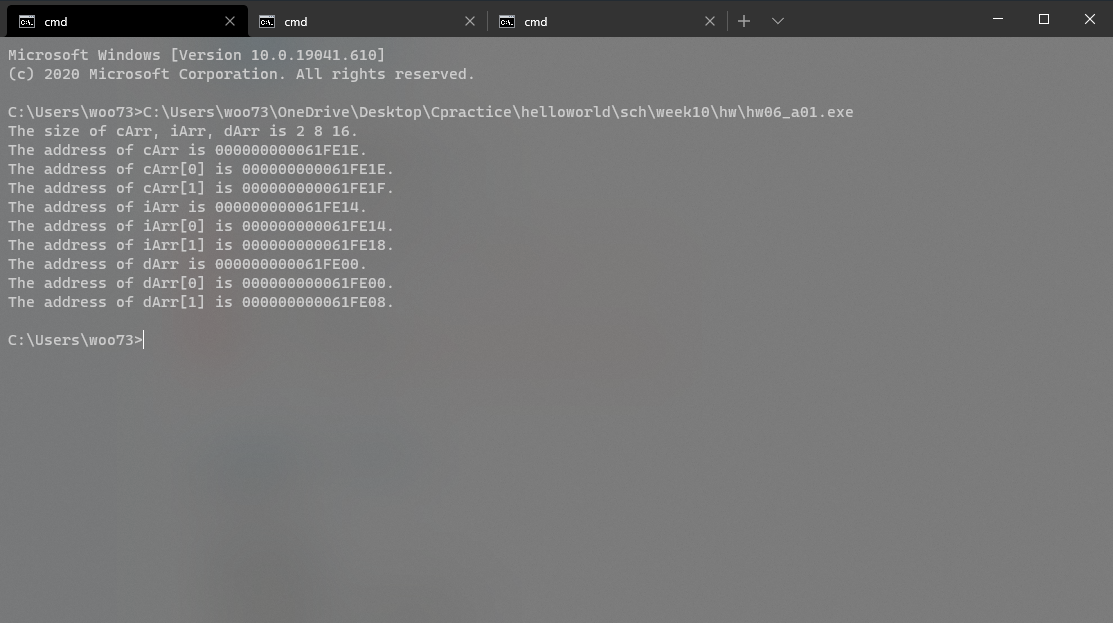 cmd
cmd
cmd
Microsoft Windows [Version 10.0.19041.610]
(c) 2020 Microsoft Corporation. All rights reserved.
C:\Users\woo73>C:\Users\woo73\OneDrive\Desktop\Cpractice\helloworld\sch\week10\hw\hw06_a01.exe
The size of cArr, iArr, dArr is 2 8 16.
The address of cArr is 000000000061FE1E.
The address of cArr[0] is 000000000061FE1E.
The address of cArr[1] is 000000000061FE1F.
The address of iArr is 000000000061FE14.
The address of iArr[0] is 000000000061FE14.
The address of iArr[1] is 000000000061FE18.
The address of dArr is 000000000061FE00.
The address of dArr[0] is 000000000061FE00.
The address of dArr[1] is 000000000061FE08.
C:\Users\woo73>